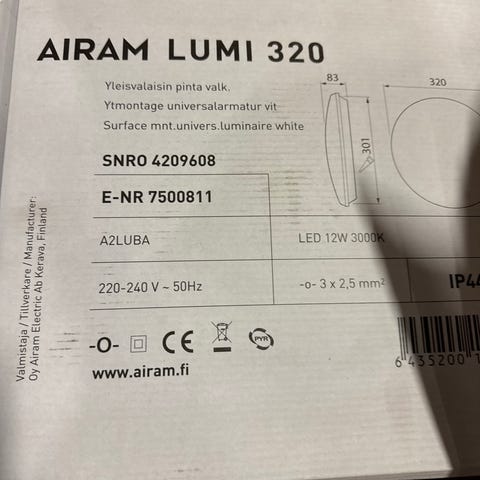 AIRAM LUMI 320
Yleisvalaisin pinta valk.
Ytmontage universalarmatur vit
Surface mnt.univers.luminaire white
83
320
301
SNRO 4209608
E-NR 7500811
A2LUBA
LED 12W 3000K
220-240 V ~ 50Hz
-o- 3 x 2,5 mm²
-O-
CE
PYR
www.airam.fi
6 435200
Valmistaja / Tillverkare / Manufacturer:
Oy Airam Electric Ab Kerava, Finland